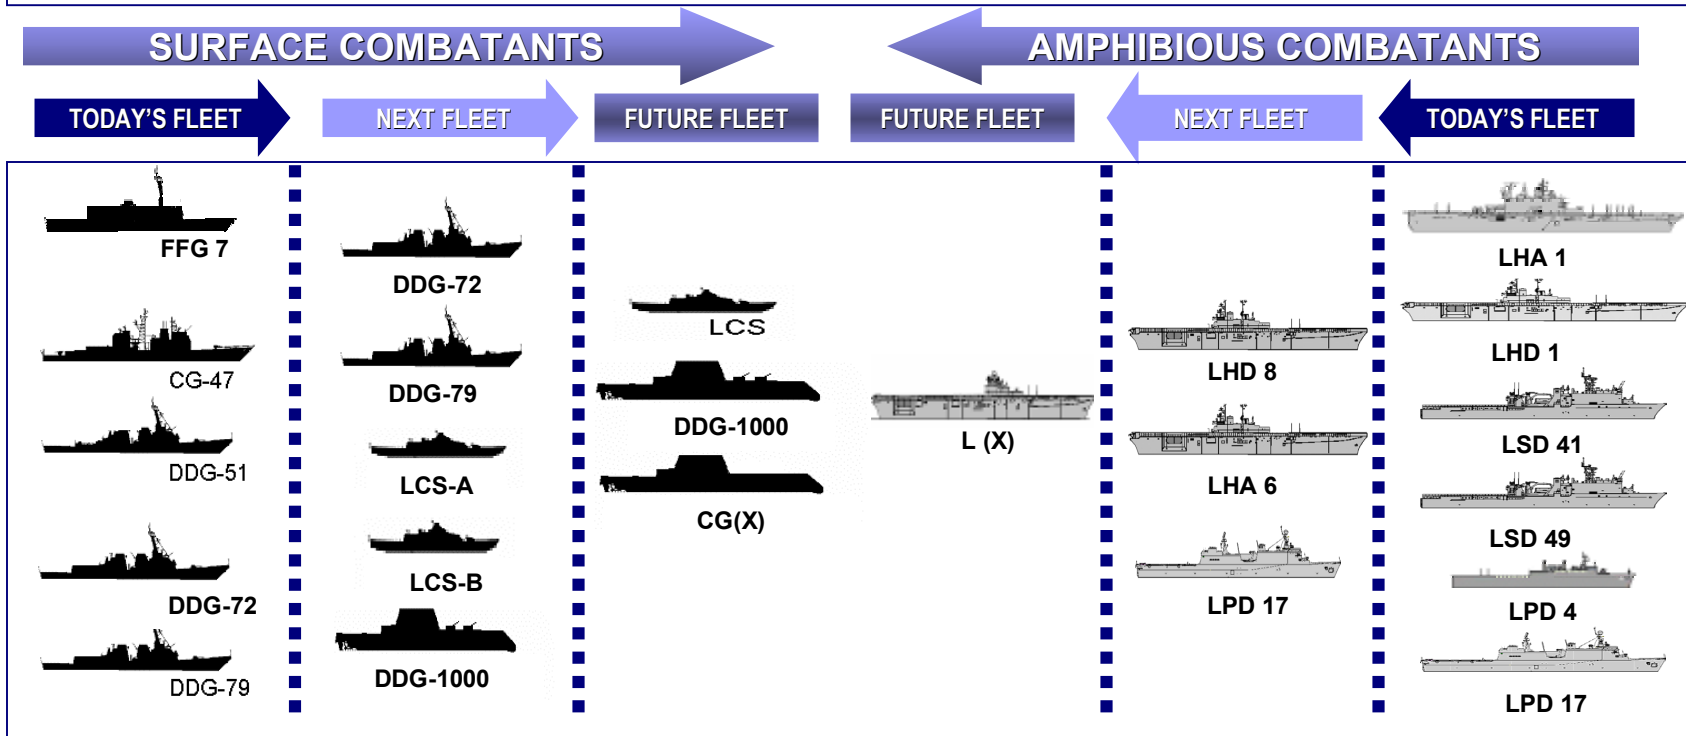 SURFACE COMBATANTS
AMPHIBIOUS COMBATANTS
TODAY'S FLEET
NEXT FLEET
FUTURE FLEET
FUTURE FLEET
NEXT FLEET
TODAY'S FLEET
FFG 7
CG-47
DDG-51
DDG-72
DDG-79
DDG-72
DDG-79
LCS-A
LCS-B
DDG-1000
LCS
DDG-1000
CG(X)
L (X)
LHD 8
LHA 6
LPD 17
LHA 1
LHD 1
LSD 41
LSD 49
LPD 4
LPD 17